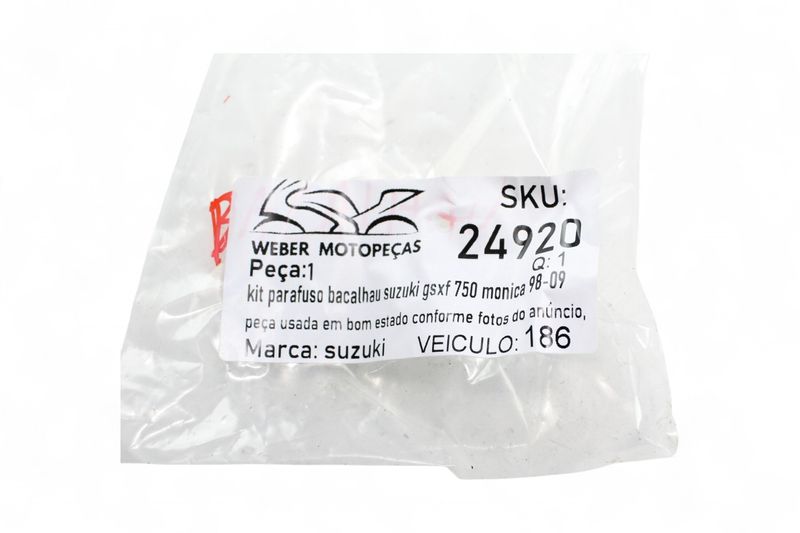 SKU:
24920
WEBER MOTOPEÇAS
Q: 1
Peça:1
kit parafuso bacalhau suzuki gsxf 750 monica 98-09
peça usada em bom estado conforme fotos do anúncio,
Marca: suzuki VEICULO: 186